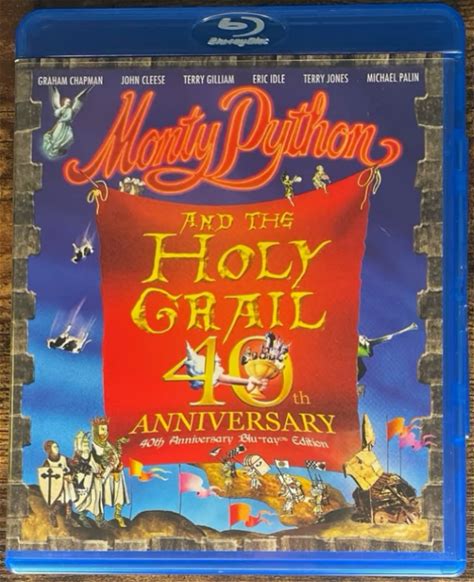 Blu-ray Disc
GRAHAM CHAPMAN JOHN CLEESE TERRY GILLIAM ERIC IDLE TERRY JONES MICHAEL PALIN
Monty Python
AND THE
HOLY
GRAIL
40th
ANNIVERSARY
40th Anniversary Blu-ray™ Edition